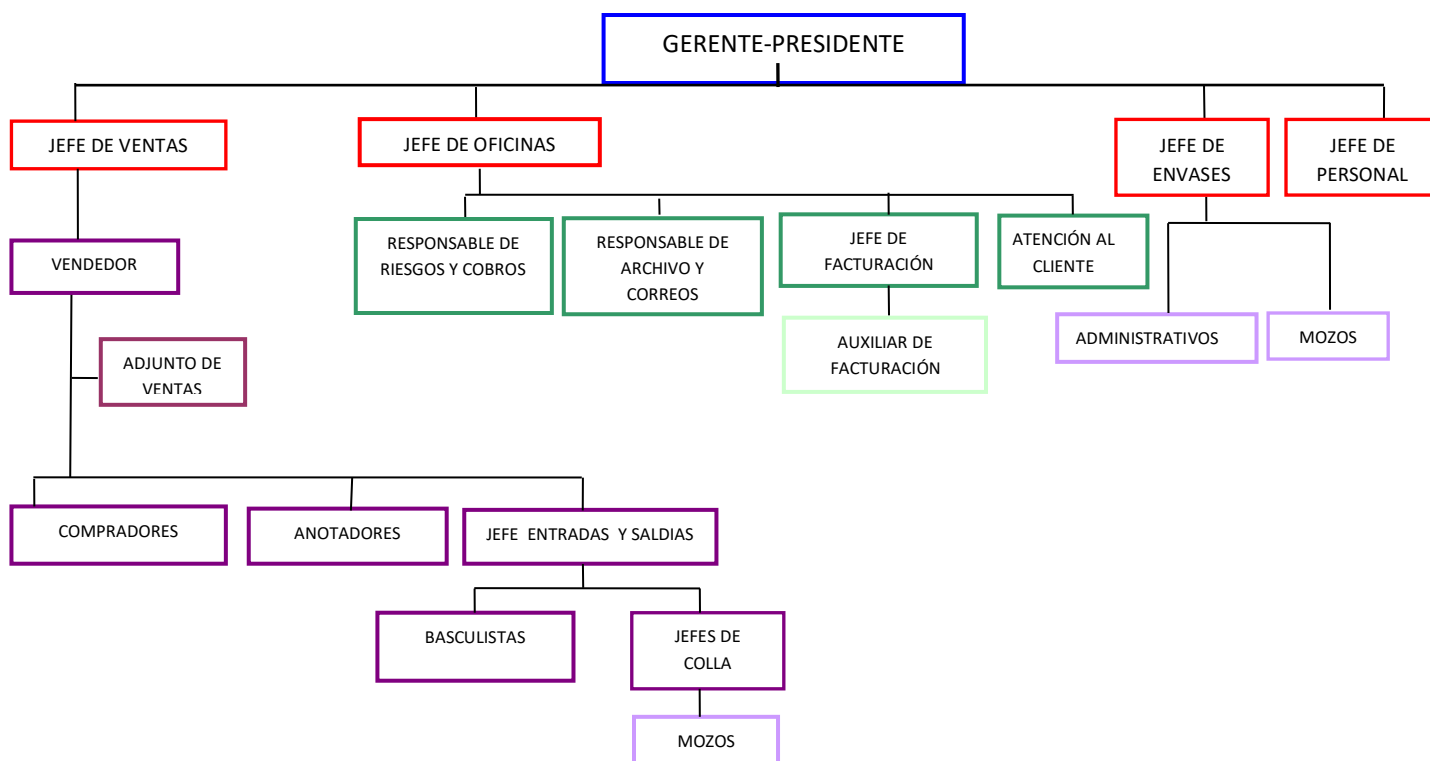 GERENTE-PRESIDENTE
JEFE DE VENTAS
JEFE DE OFICINAS
JEFE DE
ENVASES
JEFE DE
PERSONAL
RESPONSABLE DE
RIESGOS Y COBROS
RESPONSABLE DE
ARCHIVO Y
CORREOS
JEFE DE
FACTURACIÓN
ATENCIÓN AL
CLIENTE
VENDEDOR
AUXILIAR DE
FACTURACIÓN
ADMINISTRATIVOS
MOZOS
ADJUNTO DE
VENTAS
COMPRADORES
ANOTADORES
JEFE ENTRADAS Y SALDIAS
BASCULISTAS
JEFES DE
COLLA
MOZOS